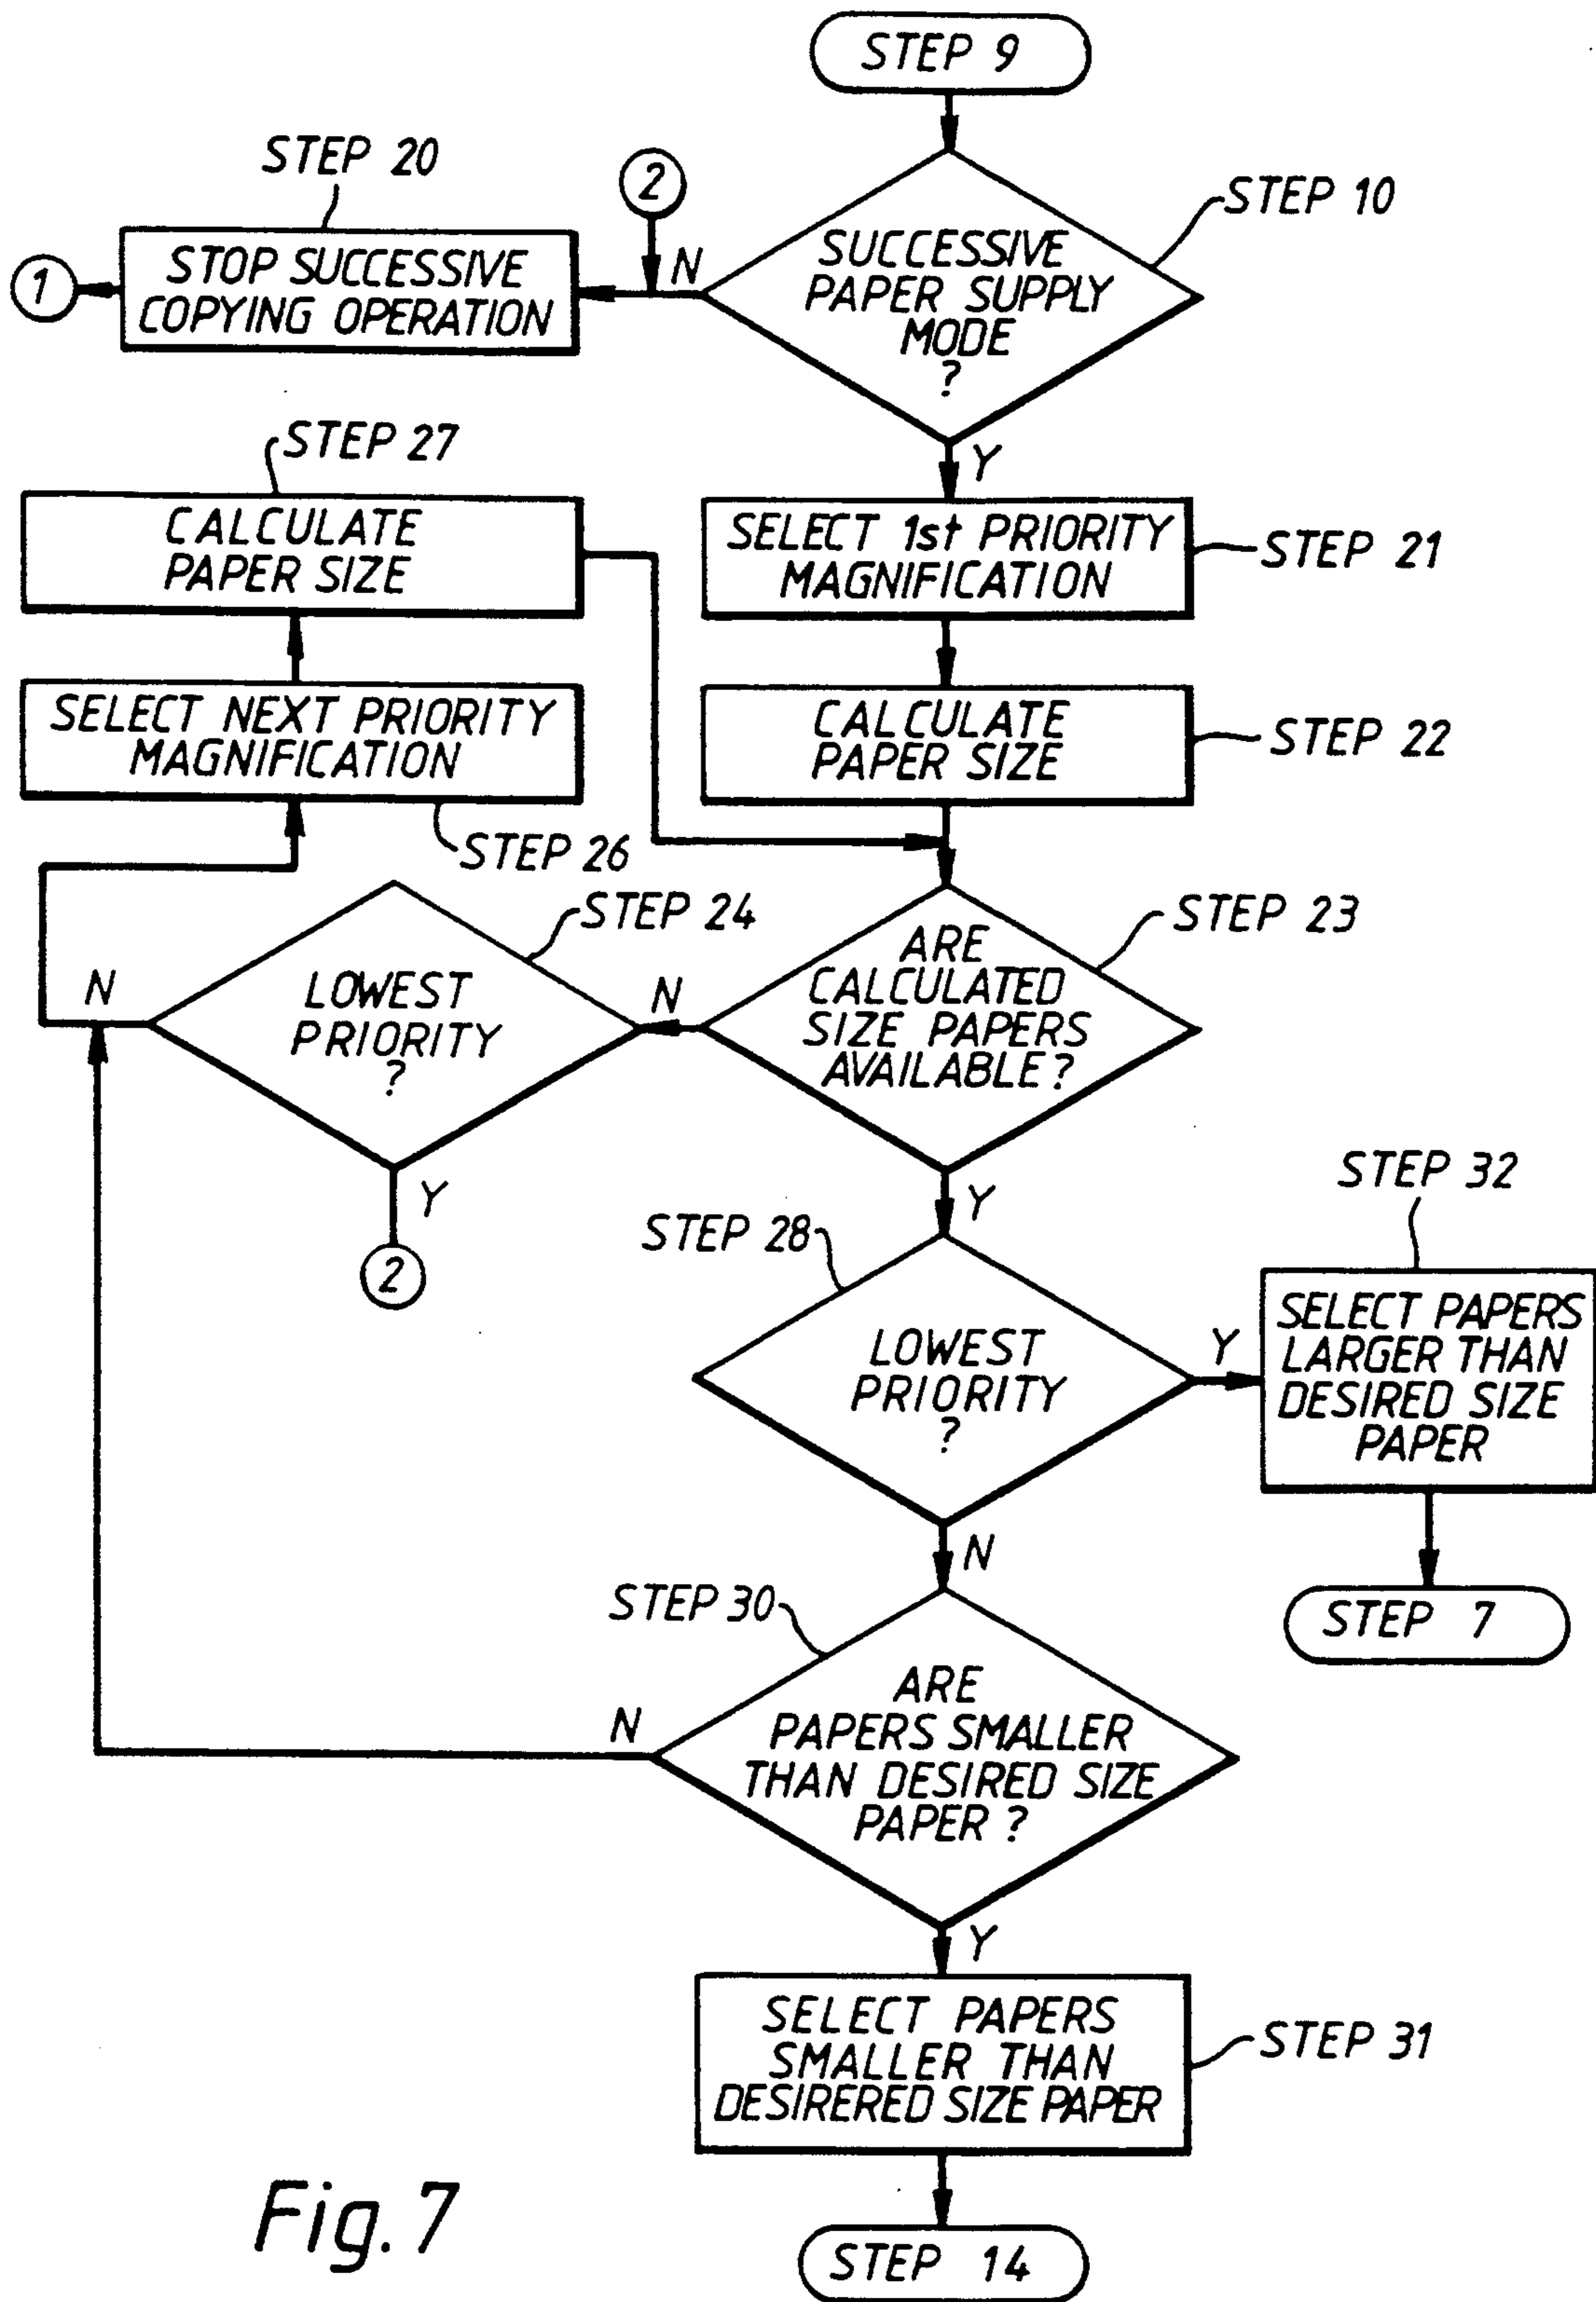 STEP 9
STEP 20
2
STEP 10
SUCCESSIVE
PAPER SUPPLY
MODE
?
N
STOP SUCCESSIVE
COPYING OPERATION
1
Y
STEP 27
CALCULATE
PAPER SIZE
SELECT 1st PRIORITY
MAGNIFICATION
STEP 21
SELECT NEXT PRIORITY
MAGNIFICATION
CALCULATE
PAPER SIZE
STEP 22
STEP 26
STEP 24
STEP 23
ARE
CALCULATED
SIZE PAPERS
AVAILABLE ?
N
LOWEST
PRIORITY
?
N
Y
2
Y
STEP 28
LOWEST
PRIORITY
?
Y
STEP 32
SELECT PAPERS
LARGER THAN
DESIRED SIZE
PAPER
STEP 7
N
STEP 30
ARE
PAPERS SMALLER
THAN DESIRED SIZE
PAPER ?
N
Y
SELECT PAPERS
SMALLER THAN
DESIRERED SIZE PAPER
STEP 31
STEP 14
Fig. 7